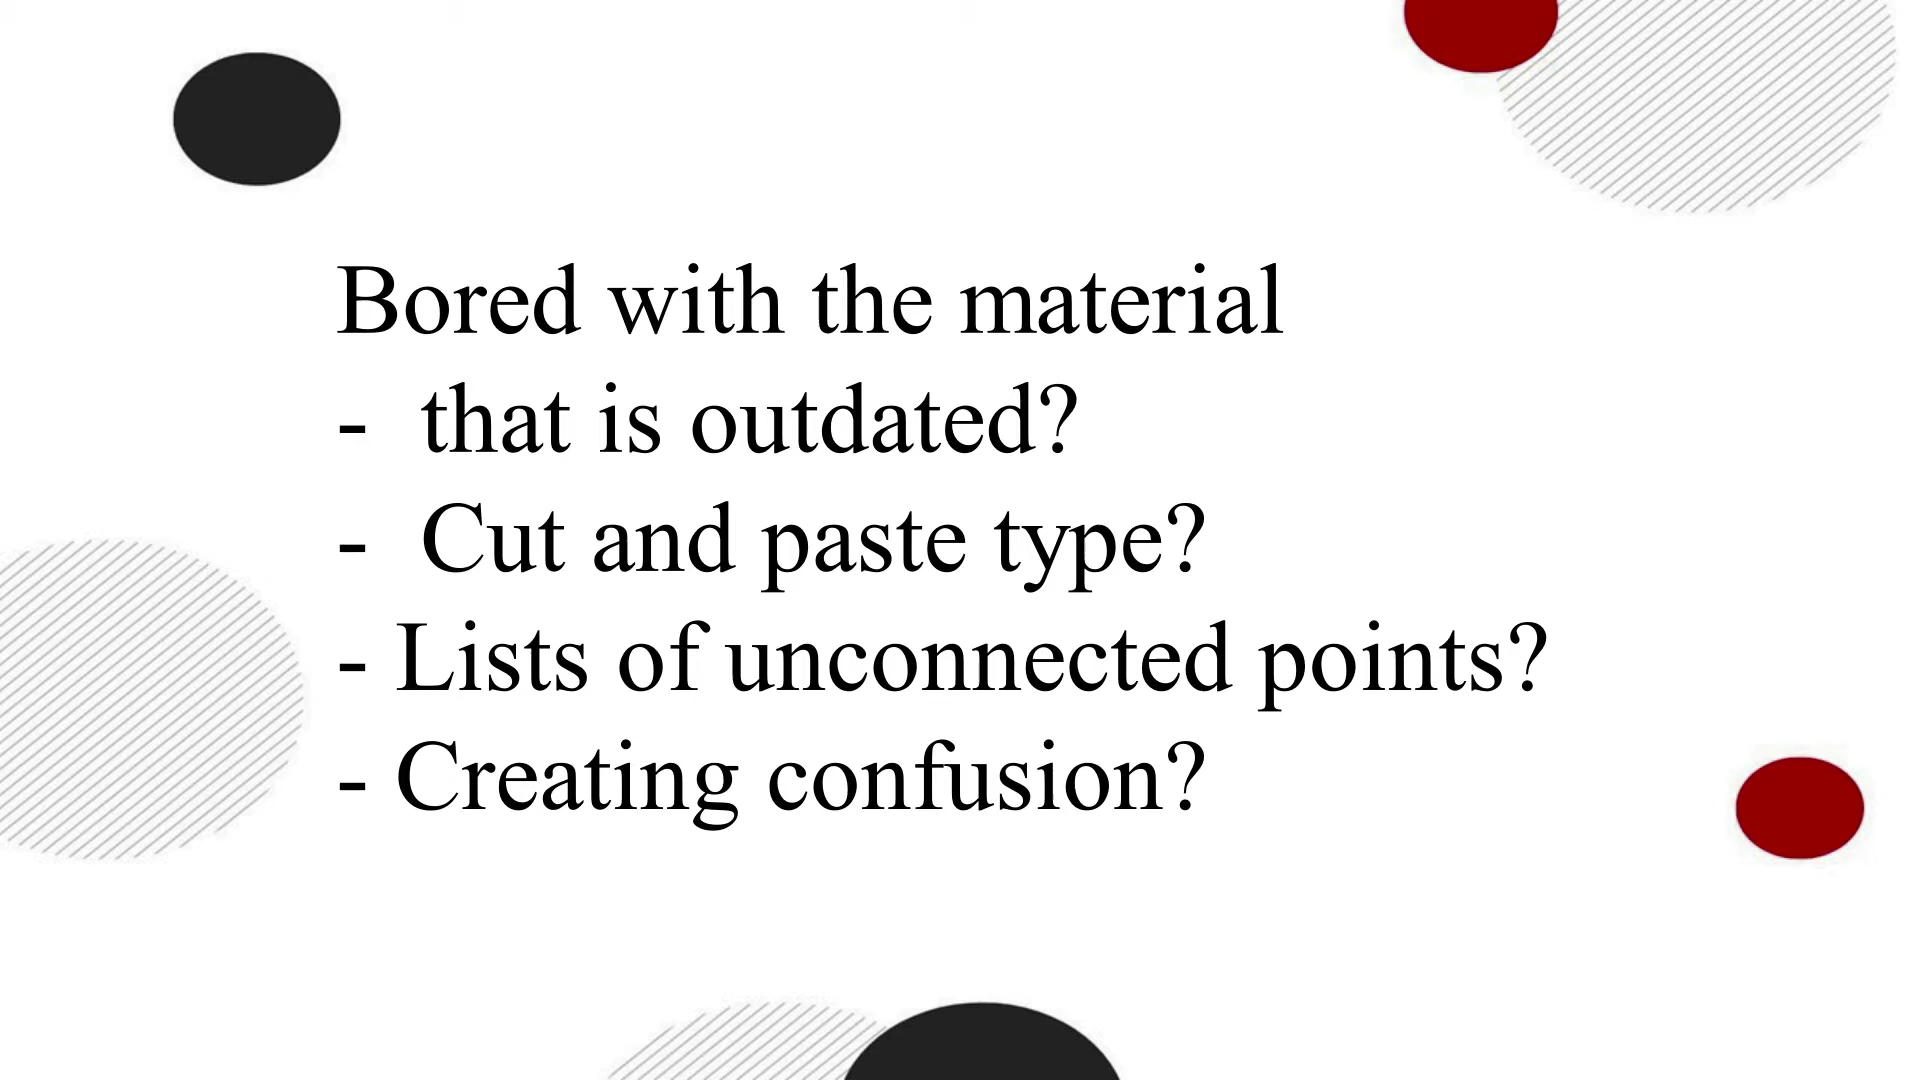 Bored with the material
-  that is outdated?
-  Cut and paste type?
- Lists of unconnected points?
- Creating confusion?